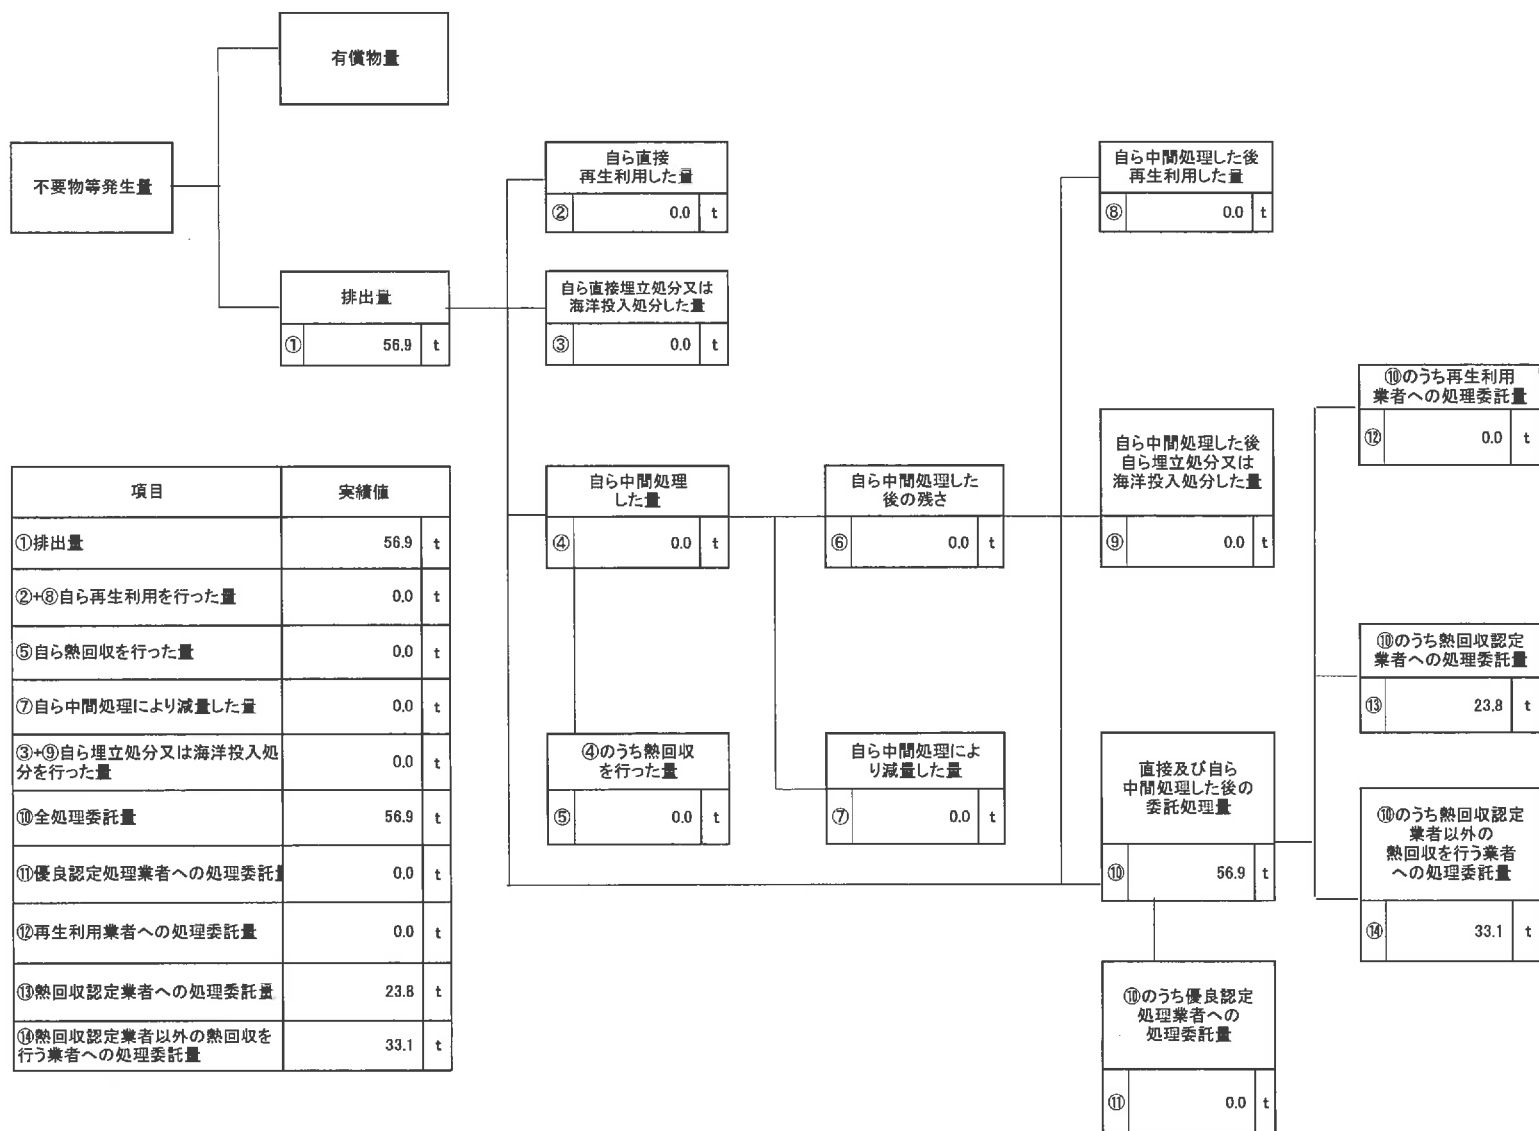 有償物量
不要物等発生量
排出量
① 56.9 t
自ら直接
再生利用した量
② 0.0 t
自ら直接埋立処分又は
海洋投入処分した量
③ 0.0 t
自ら中間処理した後
再生利用した量
⑧ 0.0 t
自ら中間処理
した量
④ 0.0 t
自ら中間処理した
後の残さ
⑥ 0.0 t
自ら中間処理した後
自ら埋立処分又は
海洋投入処分した量
⑨ 0.0 t
⑩のうち再生利用
業者への処理委託量
⑫ 0.0 t
⑩のうち熱回収認定
業者への処理委託量
⑬ 23.8 t
④のうち熱回収
を行った量
⑤ 0.0 t
自ら中間処理によ
り減量した量
⑦ 0.0 t
直接及び自ら
中間処理した後の
委託処理量
⑩ 56.9 t
⑩のうち熱回収認定
業者以外の
熱回収を行う業者
への処理委託量
⑭ 33.1 t
⑩のうち優良認定
処理業者への
処理委託量
⑪ 0.0 t
項目 実績値
①排出量 56.9 t
②+⑧自ら再生利用を行った量 0.0 t
⑤自ら熱回収を行った量 0.0 t
⑦自ら中間処理により減量した量 0.0 t
③+⑨自ら埋立処分又は海洋投入処
分を行った量 0.0 t
⑩全処理委託量 56.9 t
⑪優良認定処理業者への処理委託量 0.0 t
⑫再生利用業者への処理委託量 0.0 t
⑬熱回収認定業者への処理委託量 23.8 t
⑭熱回収認定業者以外の熱回収を
行う業者への処理委託量 33.1 t